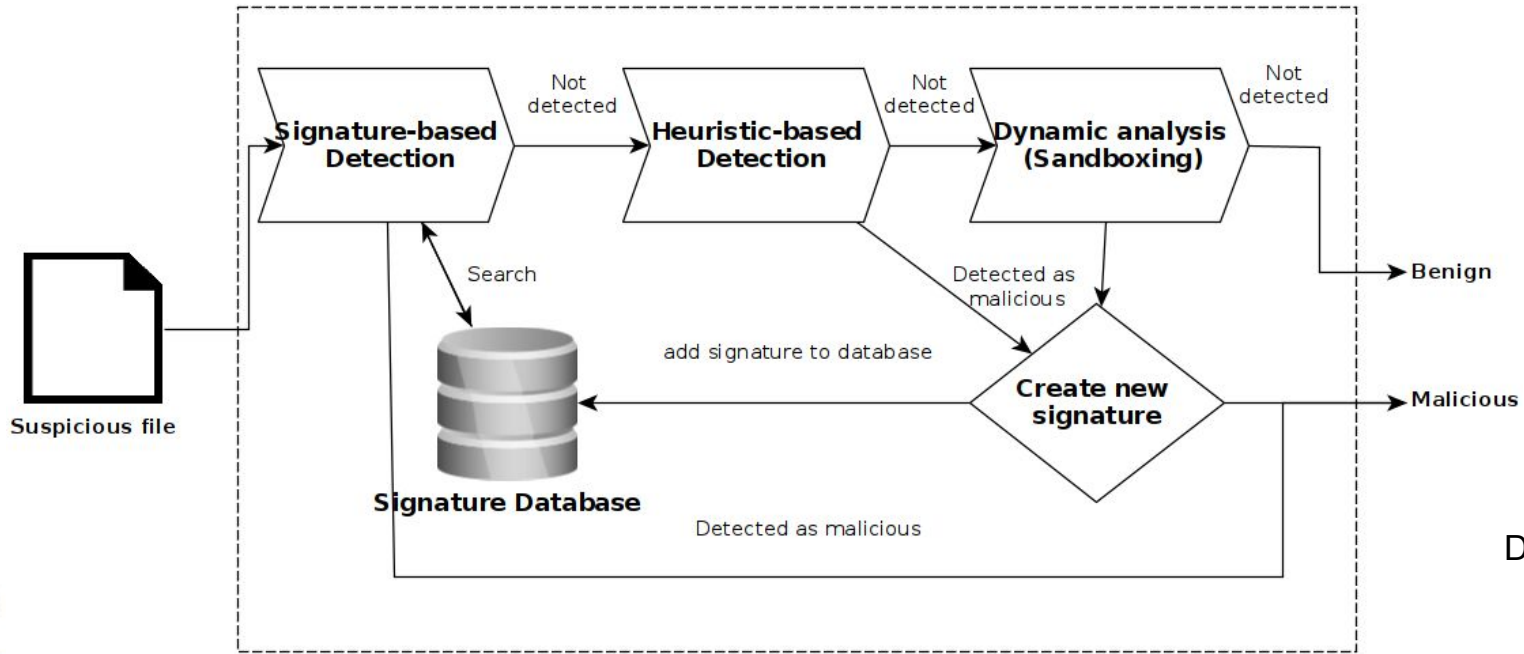 Not
detected
Not
detected
Not
detected
Signature-based
Detection
Heuristic-based
Detection
Dynamic analysis
(Sandboxing)
Search
Detected as
malicious
Benign
add signature to database
Create new
signature
Malicious
Suspicious file
Signature Database
Detected as malicious
D